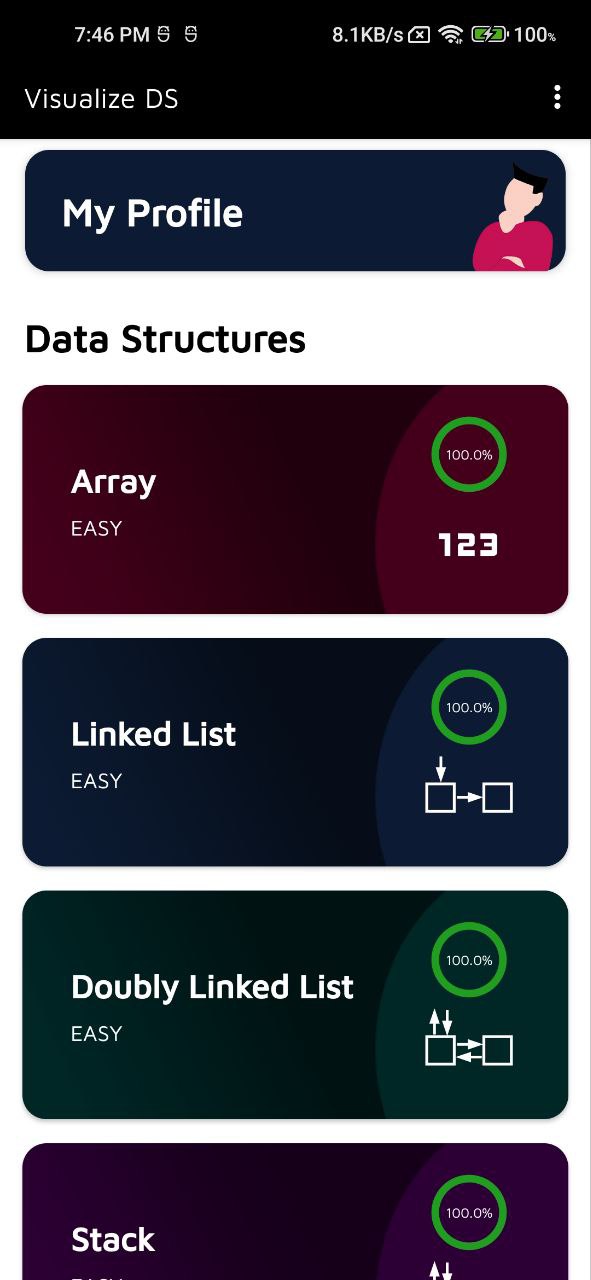 7:46 PM 8.1KB/s 100%
Visualize DS
My Profile
Data Structures
100.0%
Array
EASY
123
100.0%
Linked List
EASY
100.0%
Doubly Linked List
EASY
100.0%
Stack